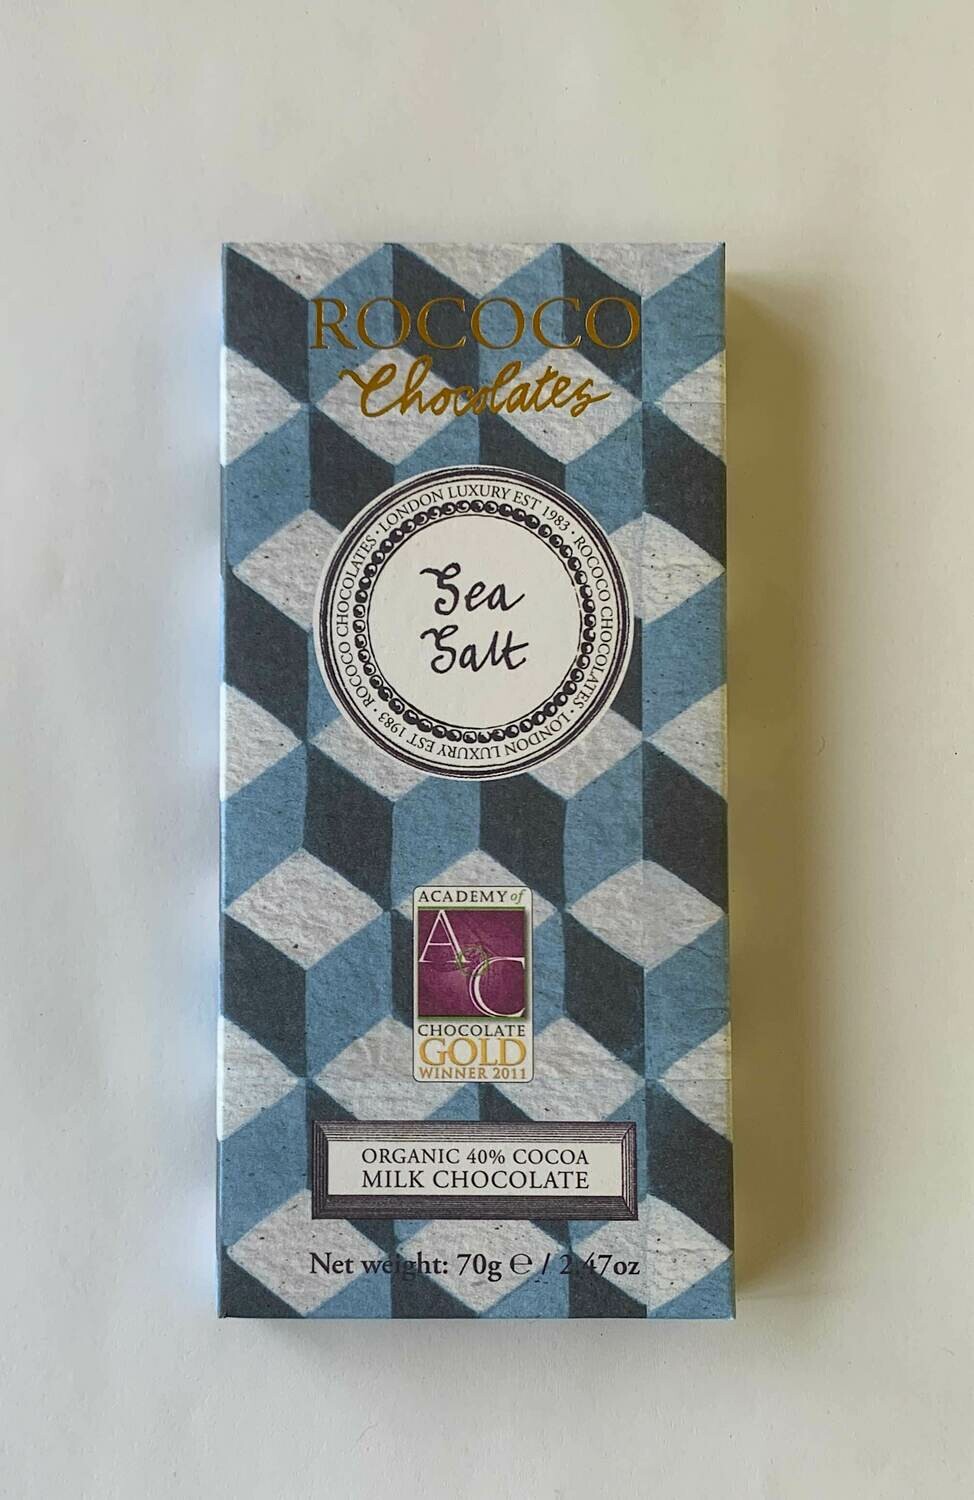 ROCOCO
Chocolates
ROCOCO CHOCOLATES · LONDON LUXURY EST 1983 · ROCOCO CHOCOLATES · LONDON LUXURY EST 1983 ·
Sea
Salt
ACADEMY of
A C
CHOCOLATE
GOLD
WINNER 2011
ORGANIC 40% COCOA
MILK CHOCOLATE
Net weight: 70g ℮ / 2.47oz